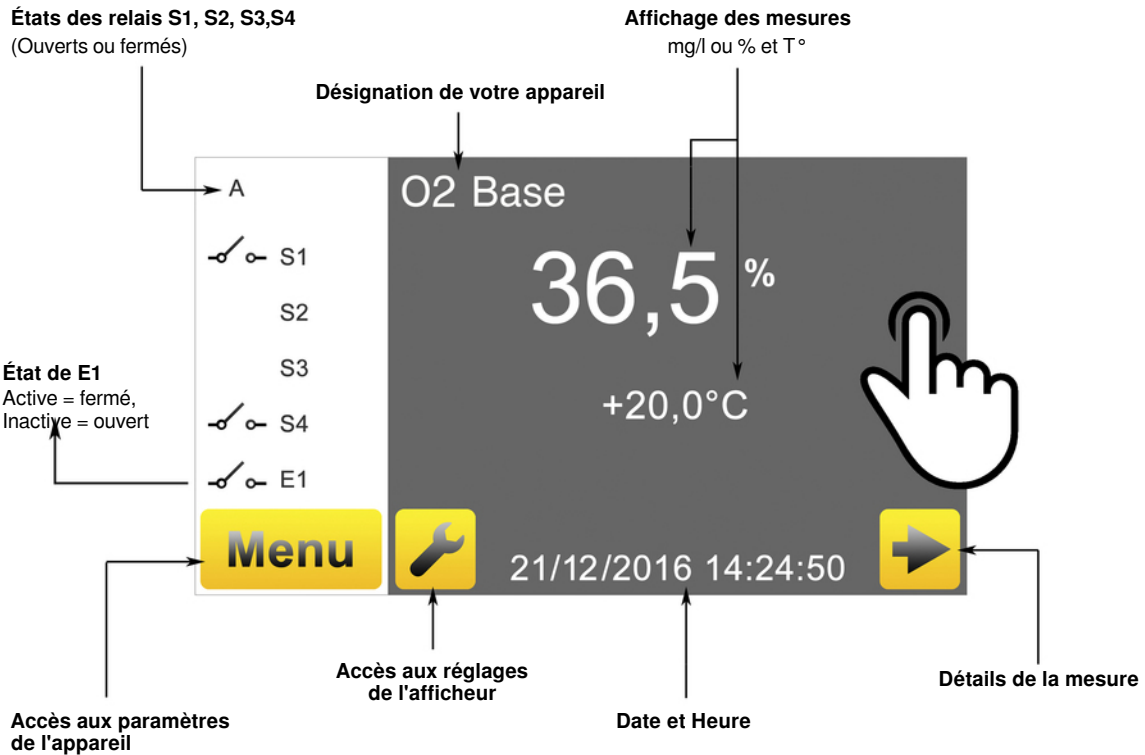 États des relais S1, S2, S3,S4
(Ouverts ou fermés)
Affichage des mesures
mg/l ou % et T°
Désignation de votre appareil
A
O2 Base
S1
36,5 %
S2
S3
État de E1
Active = fermé,
Inactive = ouvert
+20,0°C
S4
E1
Menu
21/12/2016 14:24:50
Accès aux réglages
de l'afficheur
Détails de la mesure
Accès aux paramètres
de l'appareil
Date et Heure